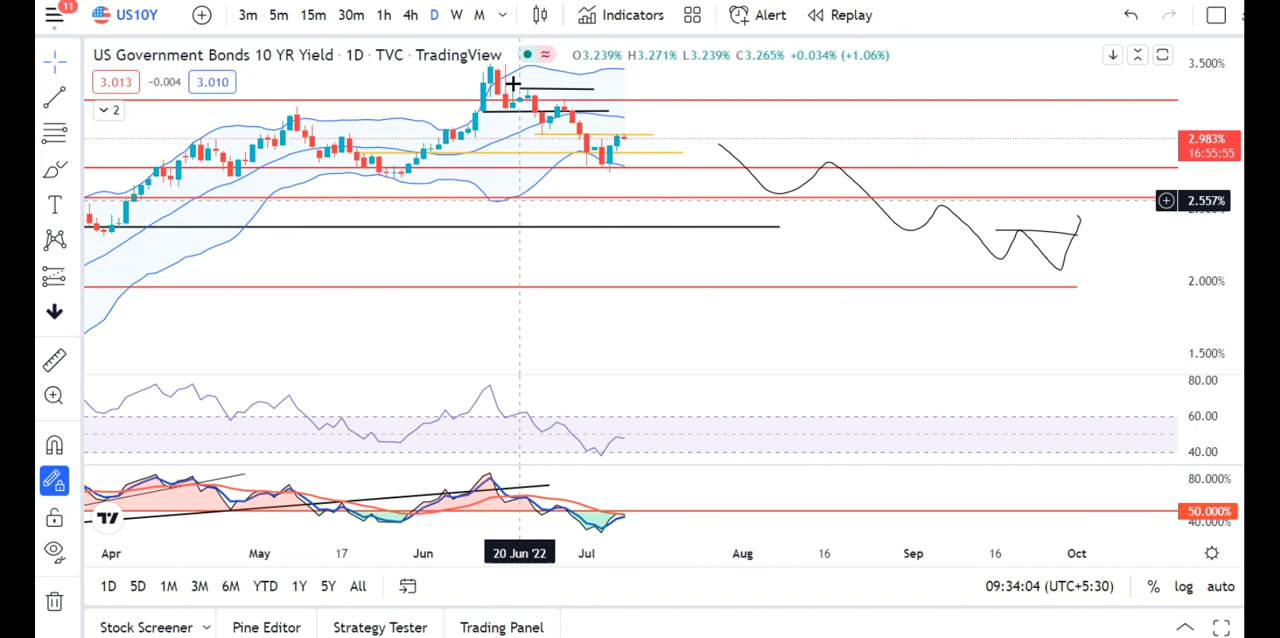 11
US10Y 3m 5m 15m 30m 1h 4h D W M Indicators Alert Replay
US Government Bonds 10 YR Yield · 1D · TVC · TradingView O3.239% H3.271% L3.239% C3.265% +0.034% (+1.06%)
3.013 −0.004 3.010
2
3.500%
2.983%
16:55:55
2.557%
2.000%
1.500%
80.00
60.00
40.00
80.000%
50.000%
40.000%
Apr May 17 Jun 20 Jun '22 Jul Aug 16 Sep 16 Oct
1D 5D 1M 3M 6M YTD 1Y 5Y All 09:34:04 (UTC+5:30) % log auto
Stock Screener Pine Editor Strategy Tester Trading Panel